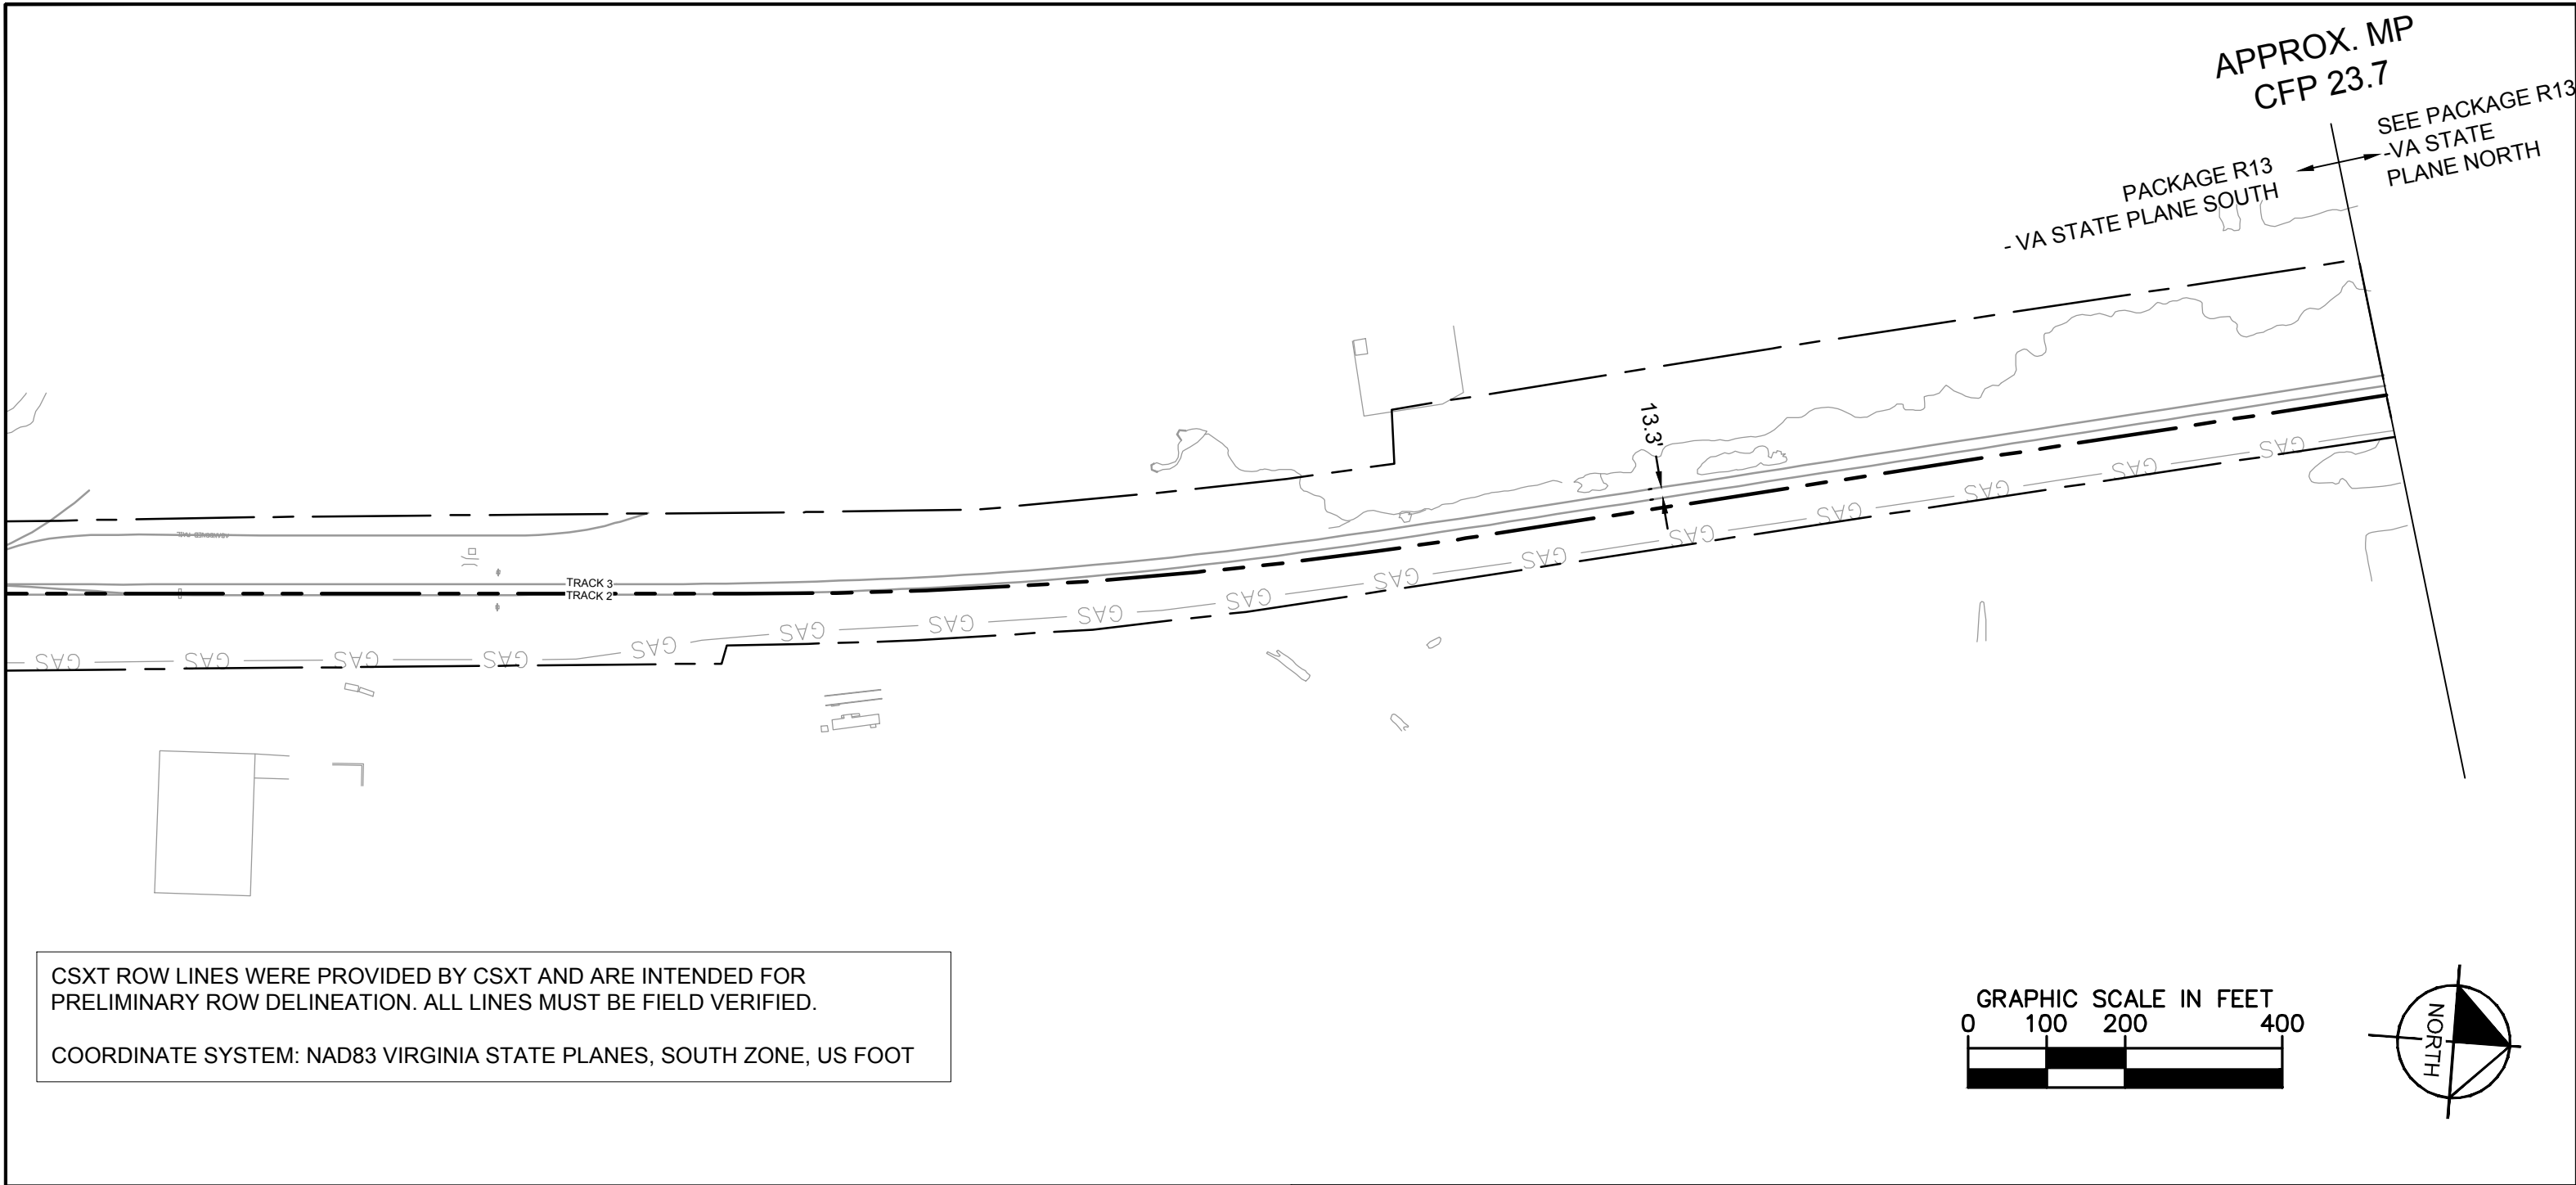 APPROX. MP
CFP 23.7
SEE PACKAGE R13
-VA STATE
PLANE NORTH
PACKAGE R13
- VA STATE PLANE SOUTH
13.3'
TRACK 3
TRACK 2
GAS GAS GAS GAS GAS GAS GAS GAS GAS GAS GAS GAS GAS GAS GAS GAS
CSXT ROW LINES WERE PROVIDED BY CSXT AND ARE INTENDED FOR
PRELIMINARY ROW DELINEATION. ALL LINES MUST BE FIELD VERIFIED.
COORDINATE SYSTEM: NAD83 VIRGINIA STATE PLANES, SOUTH ZONE, US FOOT
GRAPHIC SCALE IN FEET
0 100 200 400
NORTH